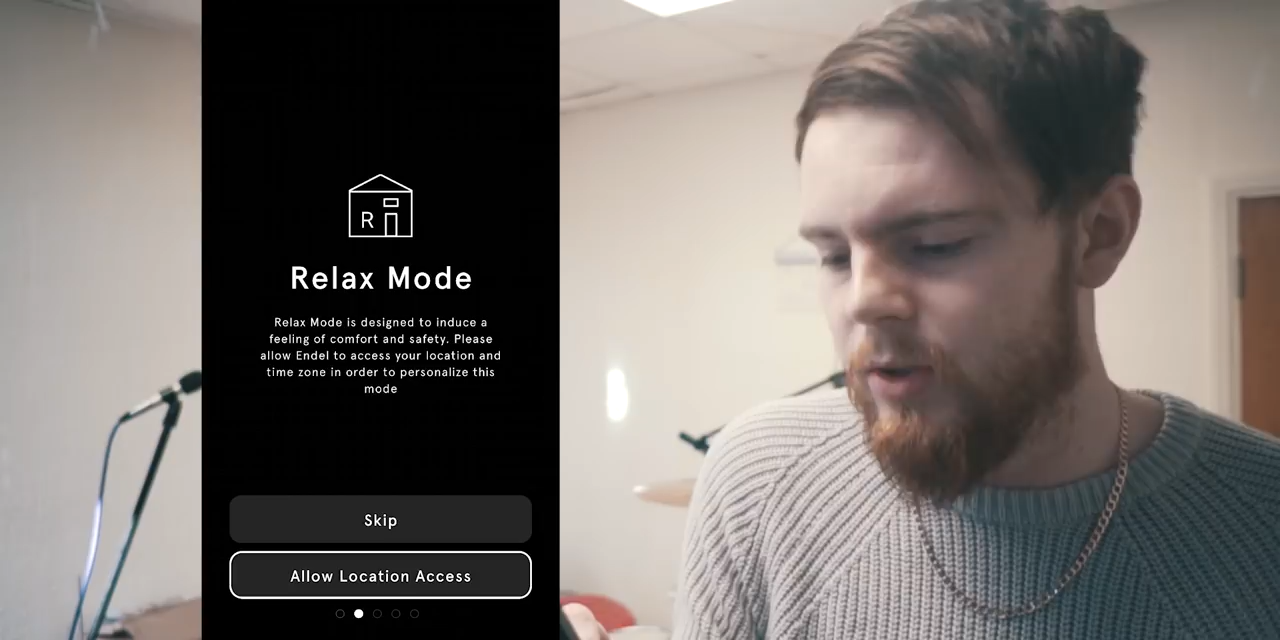 R
Relax Mode
Relax Mode is designed to induce a
feeling of comfort and safety. Please
allow Endel to access your location and
time zone in order to personalize this
mode
Skip
Allow Location Access